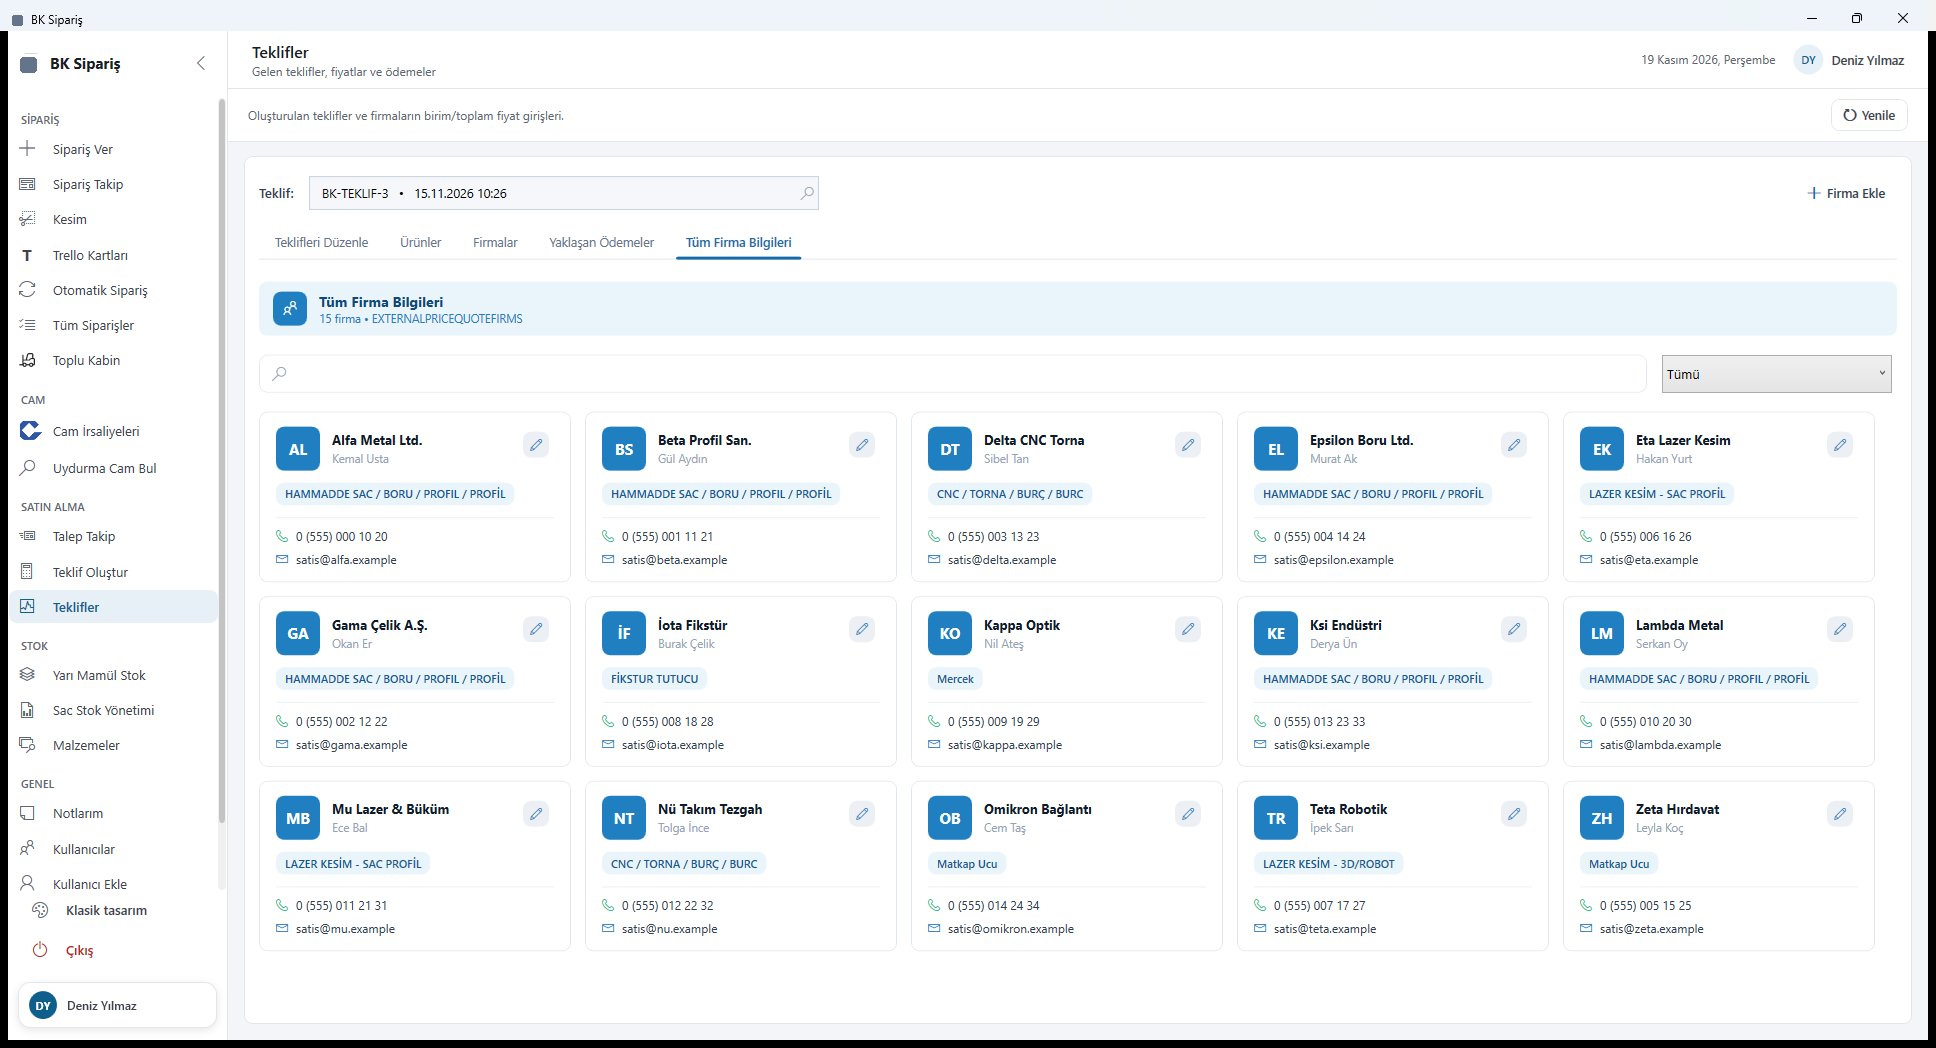 BK Sipariş
BK Sipariş
SİPARİŞ
Sipariş Ver
Sipariş Takip
Kesim
Trello Kartları
Otomatik Sipariş
Tüm Siparişler
Toplu Kabin
CAM
Cam İrsaliyeleri
Uydurma Cam Bul
SATIN ALMA
Talep Takip
Teklif Oluştur
Teklifler
STOK
Yarı Mamül Stok
Sac Stok Yönetimi
Malzemeler
GENEL
Notlarım
Kullanıcılar
Kullanıcı Ekle
Klasik tasarım
Çıkış
DY Deniz Yılmaz
Teklifler
Gelen teklifler, fiyatlar ve ödemeler
19 Kasım 2026, Perşembe DY Deniz Yılmaz
Oluşturulan teklifler ve firmaların birim/toplam fiyat girişleri.
Yenile
Teklif: BK-TEKLIF-3 • 15.11.2026 10:26
Firma Ekle
Teklifleri Düzenle Ürünler Firmalar Yaklaşan Ödemeler Tüm Firma Bilgileri
Tüm Firma Bilgileri
15 firma • EXTERNALPRICEQUOTEFIRMS
Tümü
AL Alfa Metal Ltd.
Kemal Usta
HAMMADDE SAC / BORU / PROFIL / PROFİL
0 (555) 000 10 20
satis@alfa.example
BS Beta Profil San.
Gül Aydın
HAMMADDE SAC / BORU / PROFIL / PROFİL
0 (555) 001 11 21
satis@beta.example
DT Delta CNC Torna
Sibel Tan
CNC / TORNA / BURÇ / BURC
0 (555) 003 13 23
satis@delta.example
EL Epsilon Boru Ltd.
Murat Ak
HAMMADDE SAC / BORU / PROFIL / PROFİL
0 (555) 004 14 24
satis@epsilon.example
EK Eta Lazer Kesim
Hakan Yurt
LAZER KESİM - SAC PROFİL
0 (555) 006 16 26
satis@eta.example
GA Gama Çelik A.Ş.
Okan Er
HAMMADDE SAC / BORU / PROFIL / PROFİL
0 (555) 002 12 22
satis@gama.example
İF İota Fikstür
Burak Çelik
FİKSTUR TUTUCU
0 (555) 008 18 28
satis@iota.example
KO Kappa Optik
Nil Ateş
Mercek
0 (555) 009 19 29
satis@kappa.example
KE Ksi Endüstri
Derya Ün
HAMMADDE SAC / BORU / PROFIL / PROFİL
0 (555) 013 23 33
satis@ksi.example
LM Lambda Metal
Serkan Oy
HAMMADDE SAC / BORU / PROFIL / PROFİL
0 (555) 010 20 30
satis@lambda.example
MB Mu Lazer & Büküm
Ece Bal
LAZER KESİM - SAC PROFİL
0 (555) 011 21 31
satis@mu.example
NT Nü Takım Tezgah
Tolga İnce
CNC / TORNA / BURÇ / BURC
0 (555) 012 22 32
satis@nu.example
OB Omikron Bağlantı
Cem Taş
Matkap Ucu
0 (555) 014 24 34
satis@omikron.example
TR Teta Robotik
İpek Sarı
LAZER KESİM - 3D/ROBOT
0 (555) 007 17 27
satis@teta.example
ZH Zeta Hırdavat
Leyla Koç
Matkap Ucu
0 (555) 005 15 25
satis@zeta.example